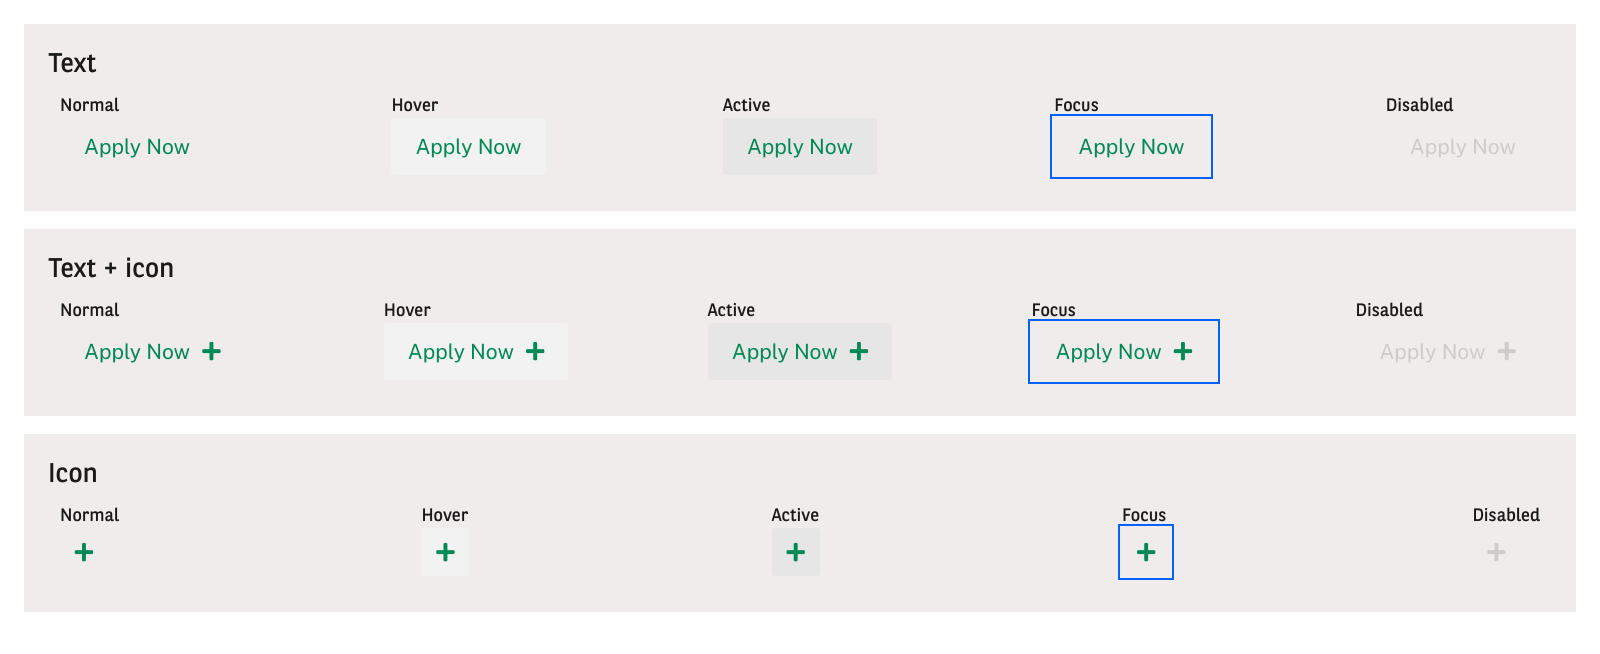 Text
Normal Hover Active Focus Disabled
Apply Now Apply Now Apply Now Apply Now Apply Now
Text + icon
Normal Hover Active Focus Disabled
Apply Now + Apply Now + Apply Now + Apply Now + Apply Now +
Icon
Normal Hover Active Focus Disabled
+ + + + +